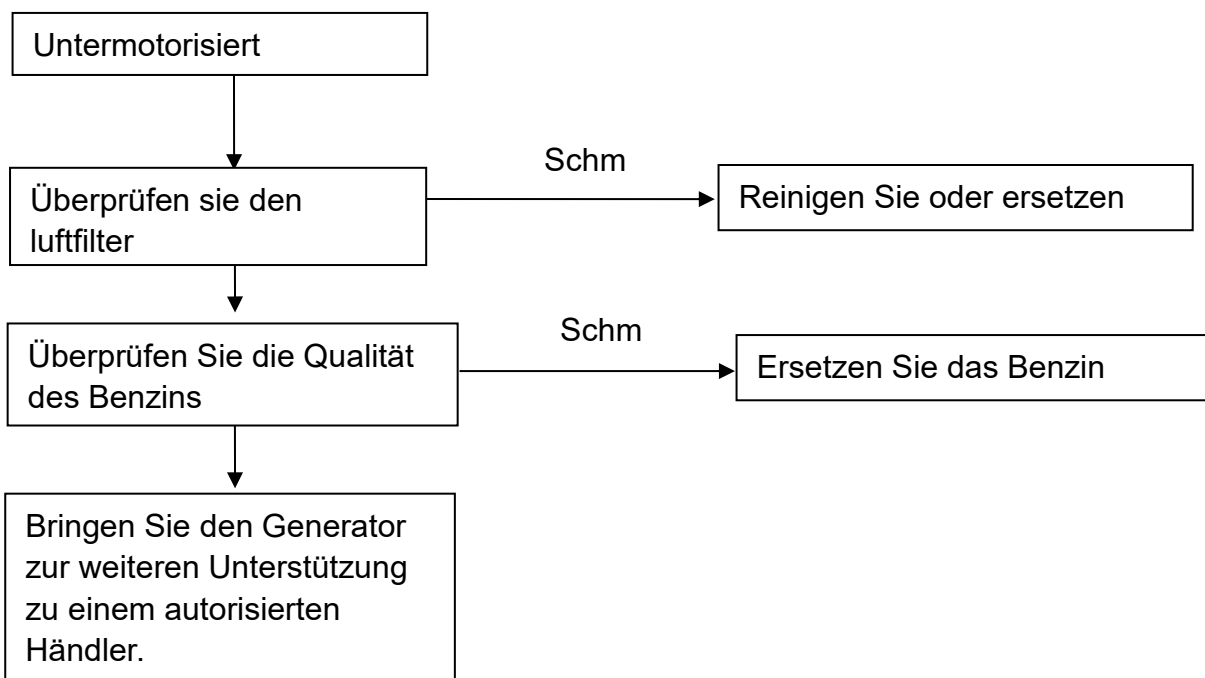 Untermotorisiert
Überprüfen sie den
luftfilter
Schm
Reinigen Sie oder ersetzen
Überprüfen Sie die Qualität
des Benzins
Schm
Ersetzen Sie das Benzin
Bringen Sie den Generator
zur weiteren Unterstützung
zu einem autorisierten
Händler.